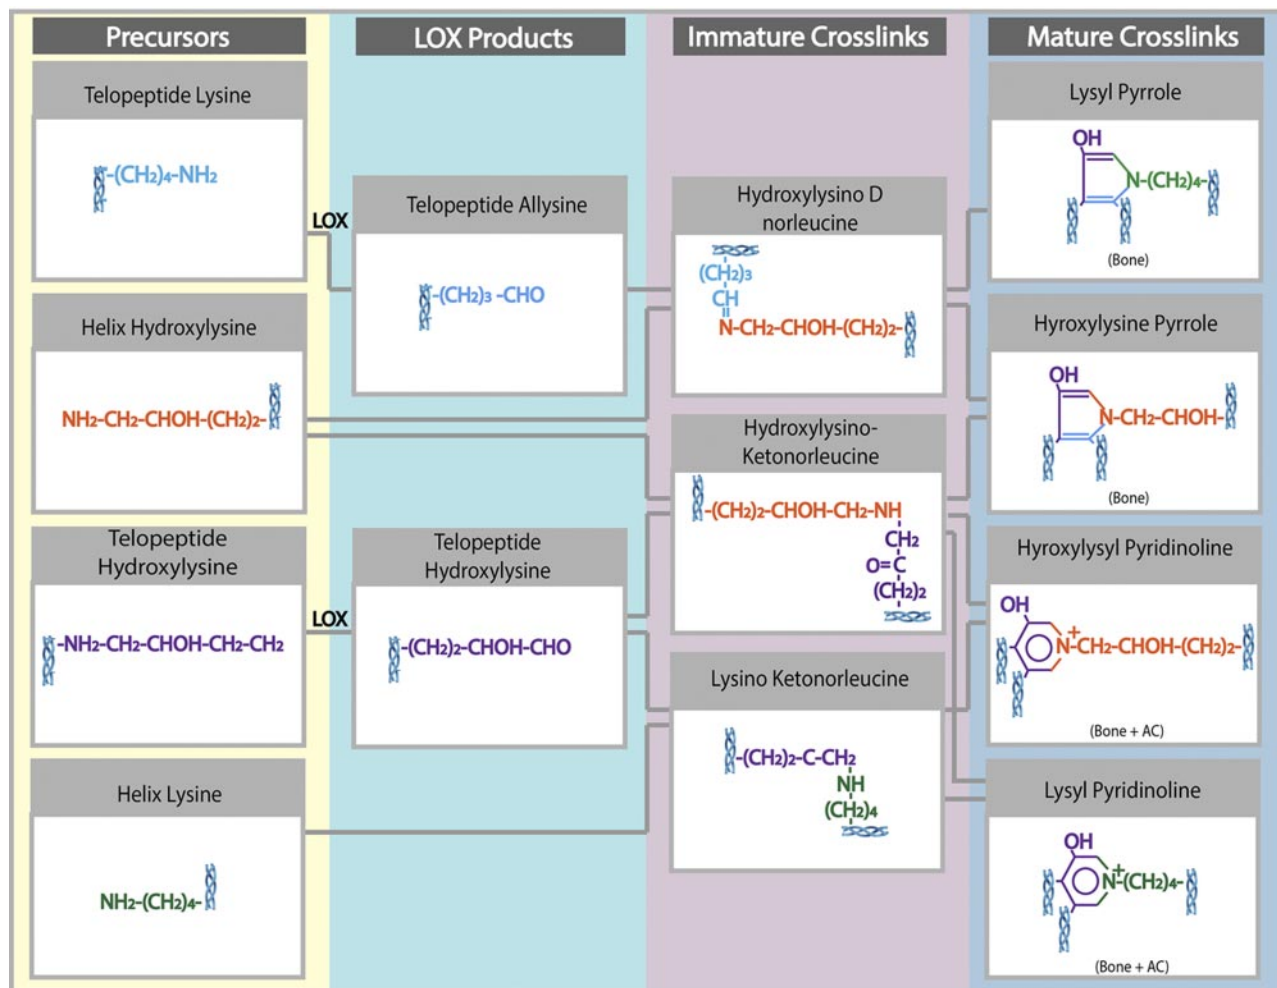 Precursors
Telopeptide Lysine
-(CH2)4-NH2
Helix Hydroxylysine
NH2-CH2-CHOH-(CH2)2-
Telopeptide
Hydroxylysine
-NH2-CH2-CHOH-CH2-CH2
Helix Lysine
NH2-(CH2)4-
LOX
LOX
LOX Products
Telopeptide Allysine
-(CH2)3 -CHO
Telopeptide
Hydroxylysine
-(CH2)2-CHOH-CHO
Immature Crosslinks
Hydroxylysino D
norleucine
(CH2)3
CH
N-CH2-CHOH-(CH2)2-
Hydroxylysino-
Ketonorleucine
-(CH2)2-CHOH-CH2-NH
CH2
O=C
(CH2)2
Lysino Ketonorleucine
-(CH2)2-C-CH2
NH
(CH2)4
Mature Crosslinks
Lysyl Pyrrole
OH
N-(CH2)4-
(Bone)
Hyroxylysine Pyrrole
OH
N-CH2-CHOH-
(Bone)
Hyroxylysyl Pyridinoline
OH
N+-CH2-CHOH-(CH2)2-
(Bone + AC)
Lysyl Pyridinoline
OH
N+-(CH2)4-
(Bone + AC)